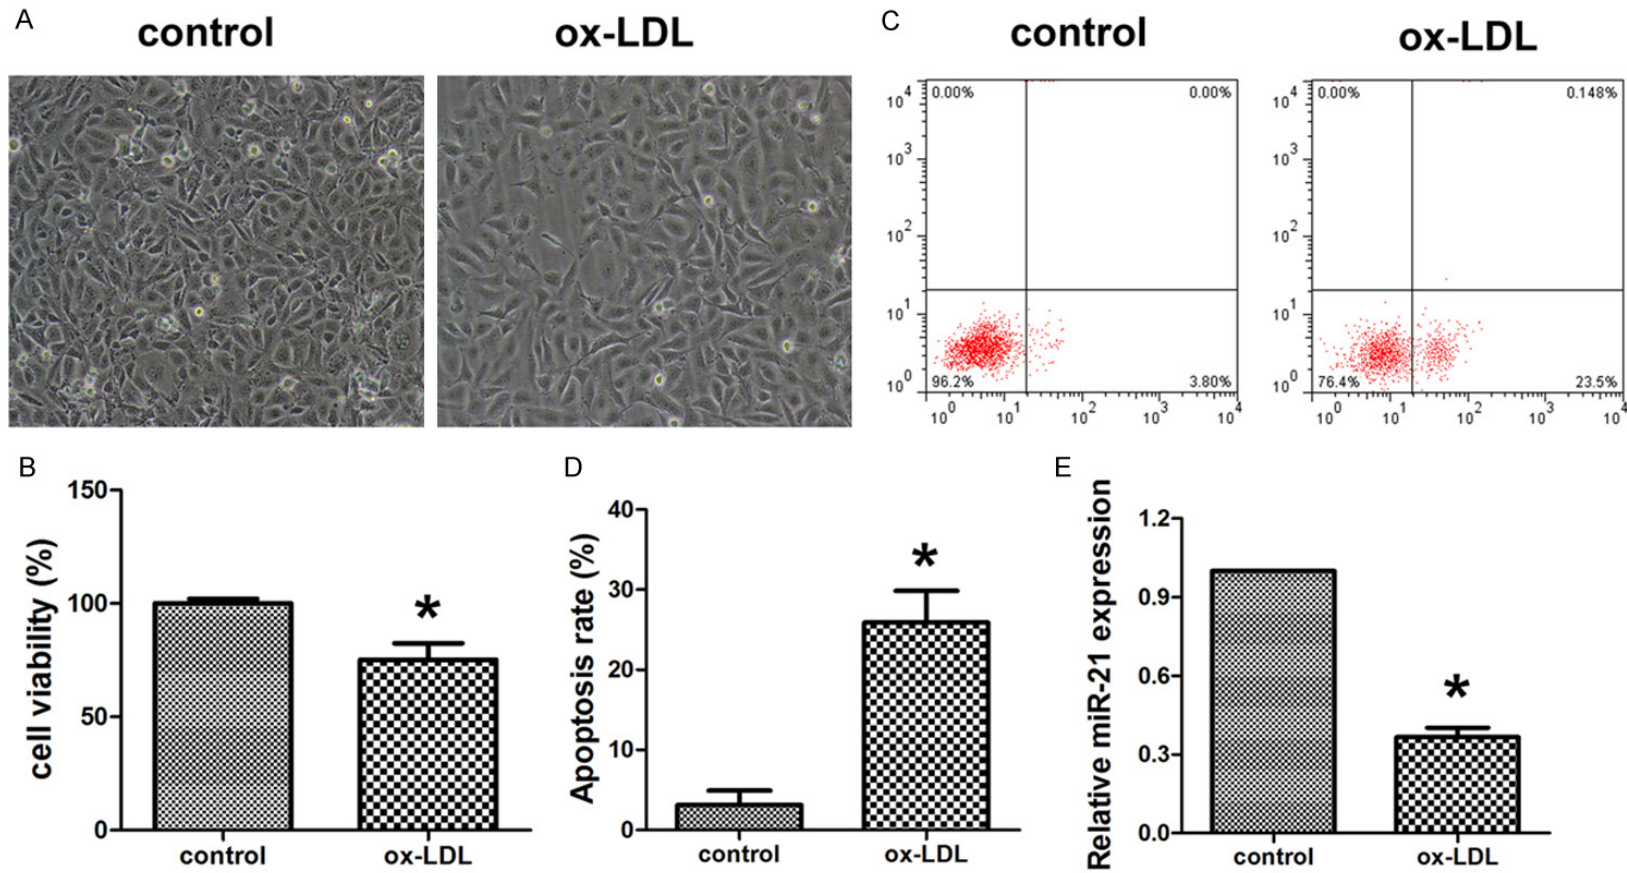 A
control
ox-LDL
C
control
ox-LDL
10^4
0.00%
0.00%
10^3
10^2
10^1
10^0
96.2%
3.80%
10^0
10^1
10^2
10^3
10^4
10^4
0.00%
0.148%
10^3
10^2
10^1
10^0
76.4%
23.5%
10^0
10^1
10^2
10^3
10^4
B
cell viability (%)
150
100
50
0
*
control
ox-LDL
D
Apoptosis rate (%)
40
30
20
10
0
*
control
ox-LDL
E
Relative miR-21 expression
1.2
0.9
0.6
0.3
0.0
*
control
ox-LDL